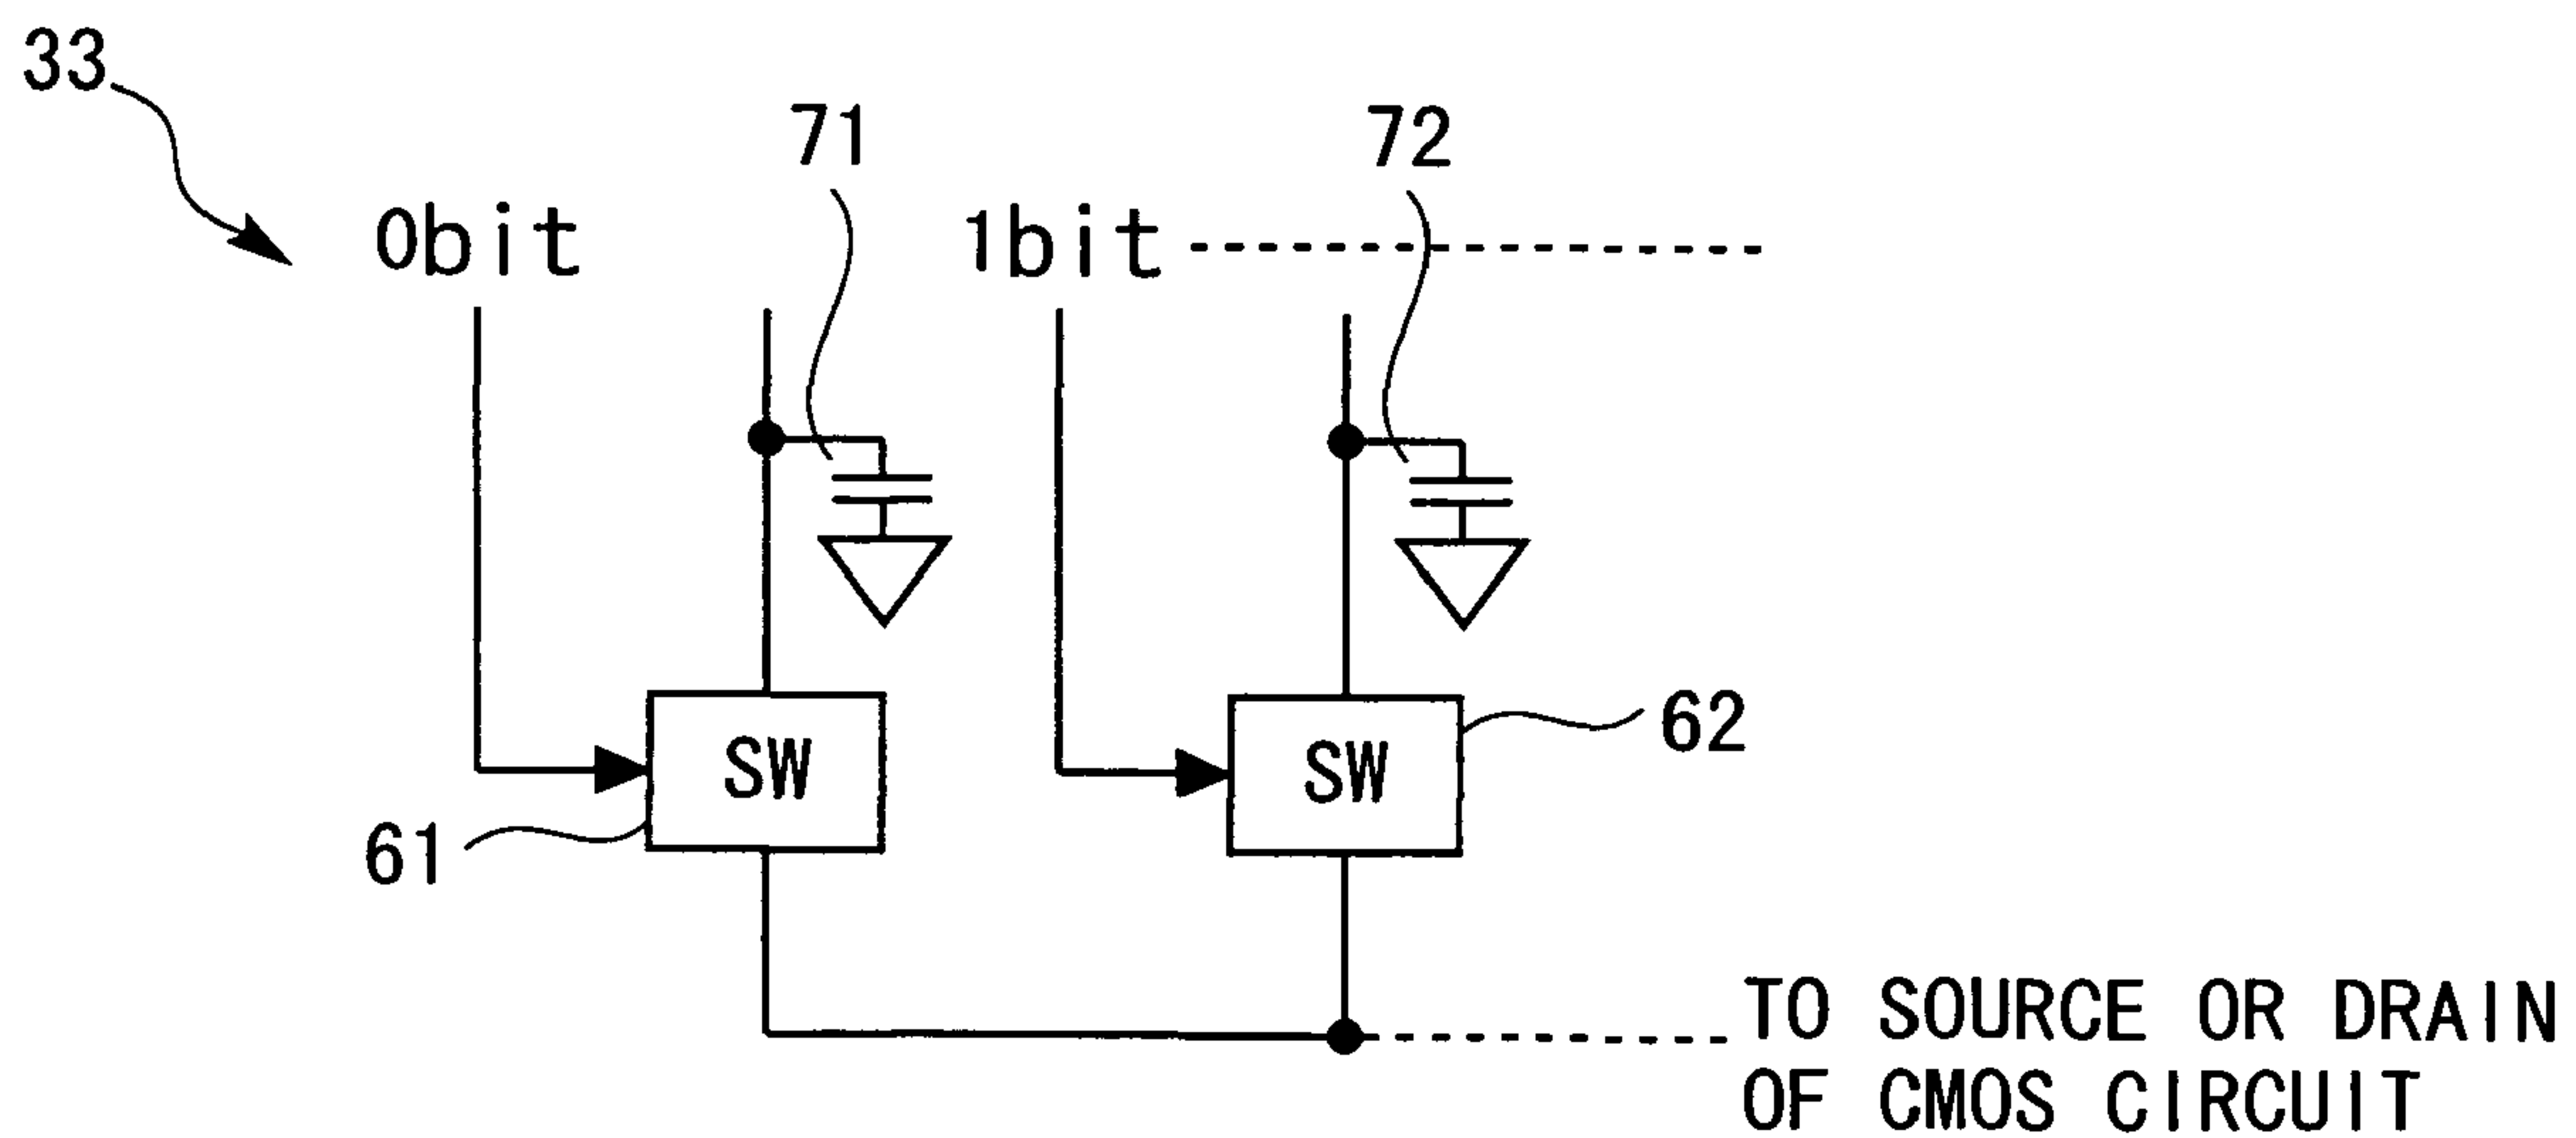 33
71
72
0bit
1bit
SW
SW
62
61
TO SOURCE OR DRAIN
OF CMOS CIRCUIT